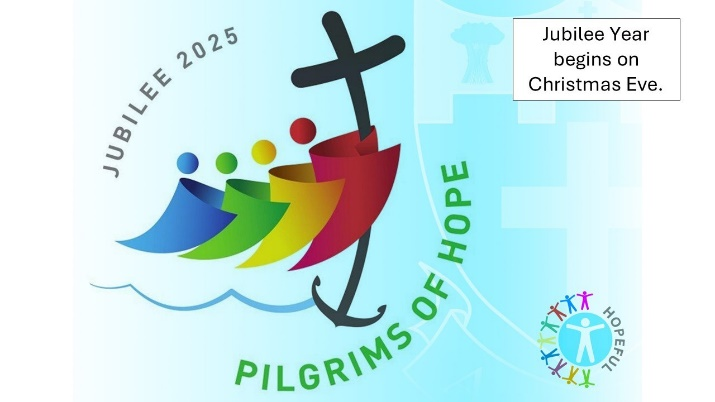 JUBILEE 2025
Jubilee Year
begins on
Christmas Eve.
PILGRIMS OF HOPE
HOPEFUL